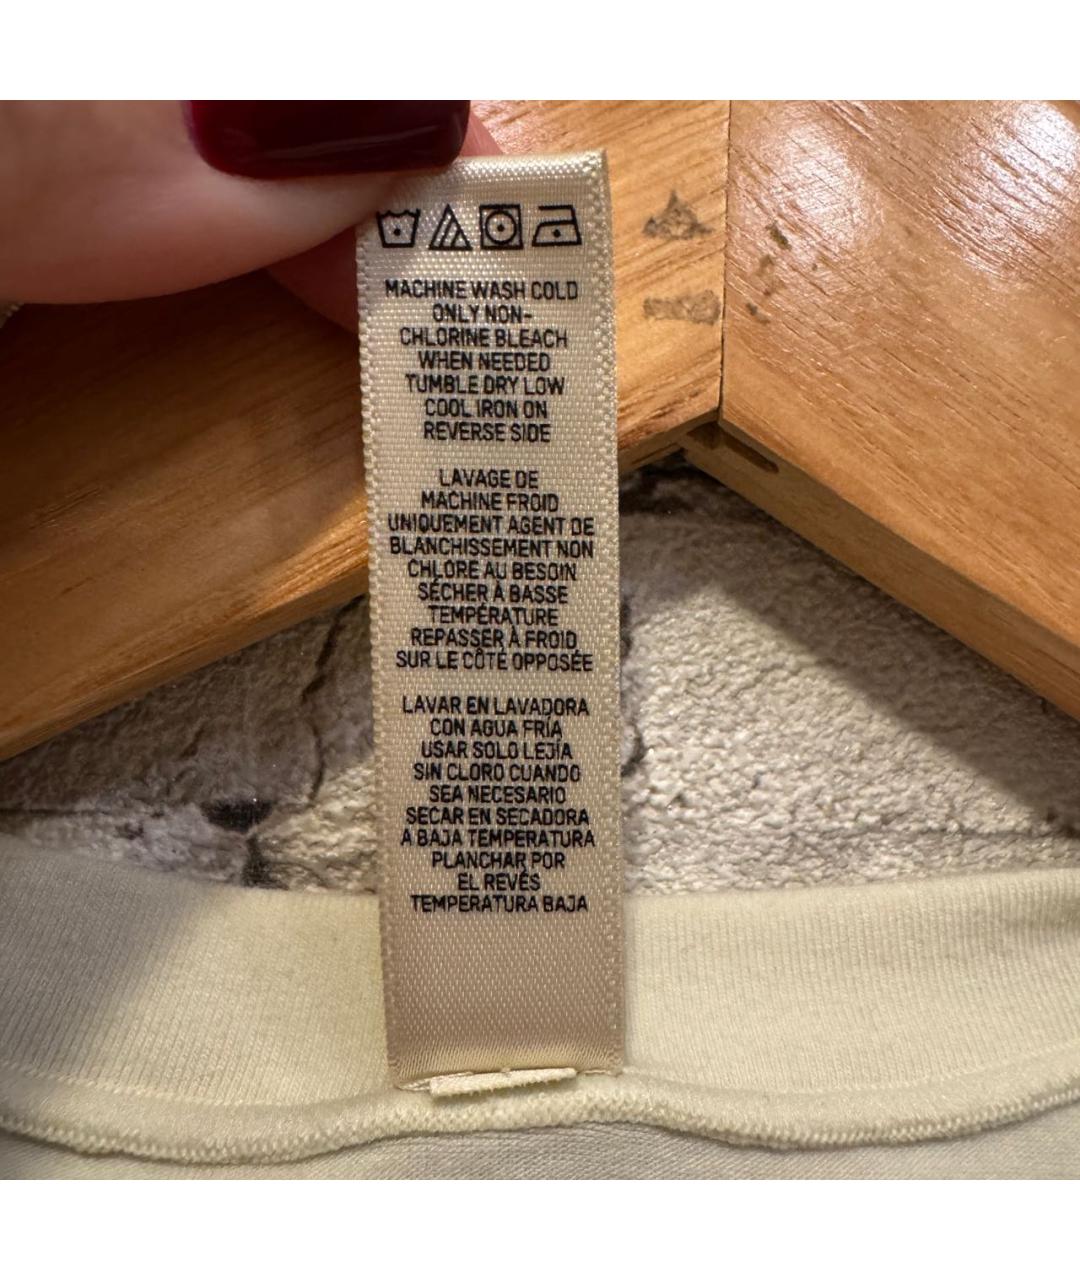 MACHINE WASH COLD
ONLY NON-
CHLORINE BLEACH
WHEN NEEDED
TUMBLE DRY LOW
COOL IRON ON
REVERSE SIDE
LAVAGE DE
MACHINE FROID
UNIQUEMENT AGENT DE
BLANCHISSEMENT NON
CHLORE AU BESOIN
SÉCHER À BASSE
TEMPÉRATURE
REPASSER À FROID
SUR LE CÔTÉ OPPOSÉE
LAVAR EN LAVADORA
CON AGUA FRÍA
USAR SOLO LEJÍA
SIN CLORO CUANDO
SEA NECESARIO
SECAR EN SECADORA
A BAJA TEMPERATURA
PLANCHAR POR
EL REVÉS
TEMPERATURA BAJA